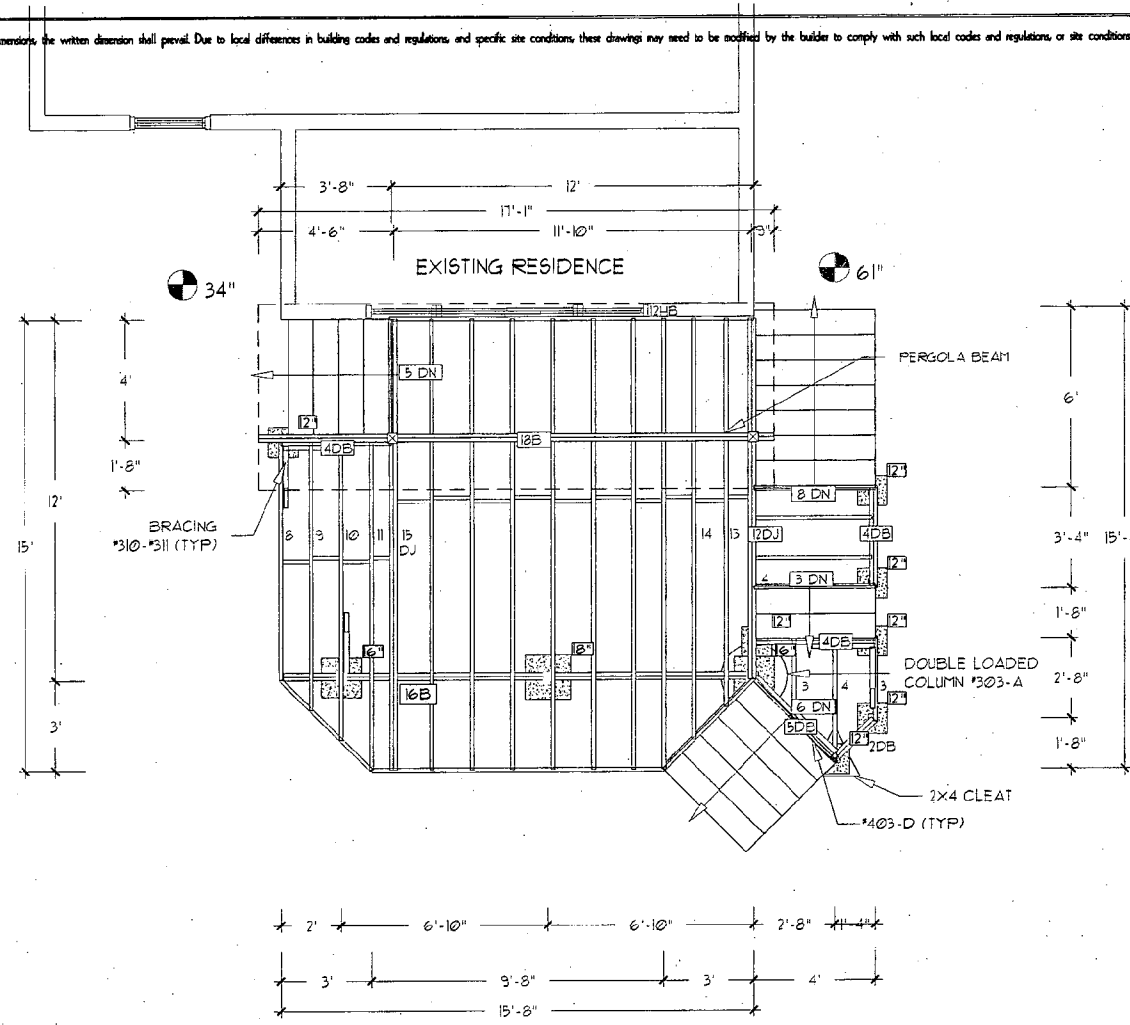 the written dimension shall prevail. Due to local differences in building codes and regulations, and specific site conditions, these drawings may need to be modified by the builder to comply with such local codes and regulations, or site conditions
3'-8"
12'
17'-1"
4'-6"
11'-10"
9"
EXISTING RESIDENCE
34"
61"
12HB
5 DN
PERGOLA BEAM
4'
6'
12"
18B
4DB
1'-8"
12"
8 DN
12'
BRACING
#310-#311 (TYP)
8
9
10
11
15
DJ
14
13
12DJ
4DB
3'-4"
15'
15'-
12"
4
3 DN
1'-8"
12"
12"
4DB
16"
18"
16"
DOUBLE LOADED
COLUMN #303-A
2'-8"
3
4
3
16B
6 DN
12"
3'
5DB
12"
2DB
1'-8"
2X4 CLEAT
#403-D (TYP)
2'
6'-10"
6'-10"
2'-8"
1'-4"
3'
9'-8"
3'
4'
15'-8"